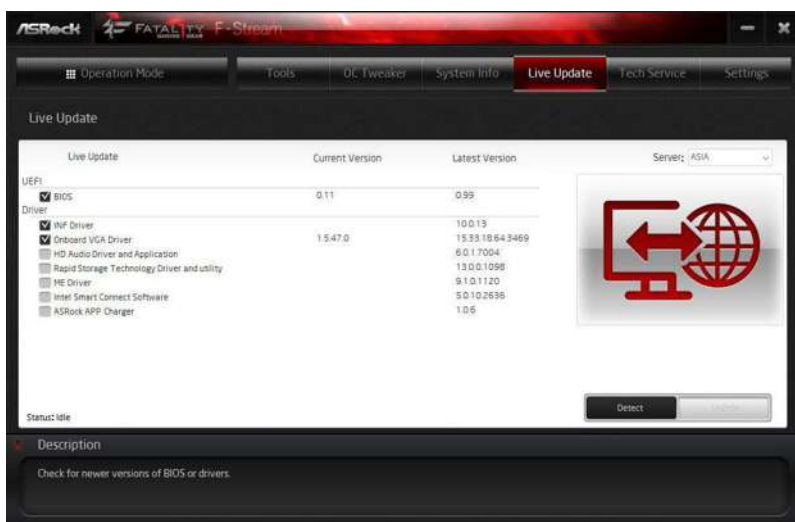 ASRock FATAL1TY F-Stream
Operation Mode Tools OC Tweaker System Info Live Update Tech Service Settings
Live Update
Live Update Current Version Latest Version Server: ASIA
UEFI
BIOS 0.11 0.99
Driver
INF Driver 10.0.13
Onboard VGA Driver 1.5.47.0 15.33.18.64.3469
HD Audio Driver and Application 6.0.1.7004
Rapid Storage Technology Driver and utility 13.0.0.1098
ME Driver 9.1.0.1120
Intel Smart Connect Software 5.0.10.2636
ASRock APP Charger 1.0.6
Detect Update
Status: Idle
Description
Check for newer versions of BIOS or drivers.